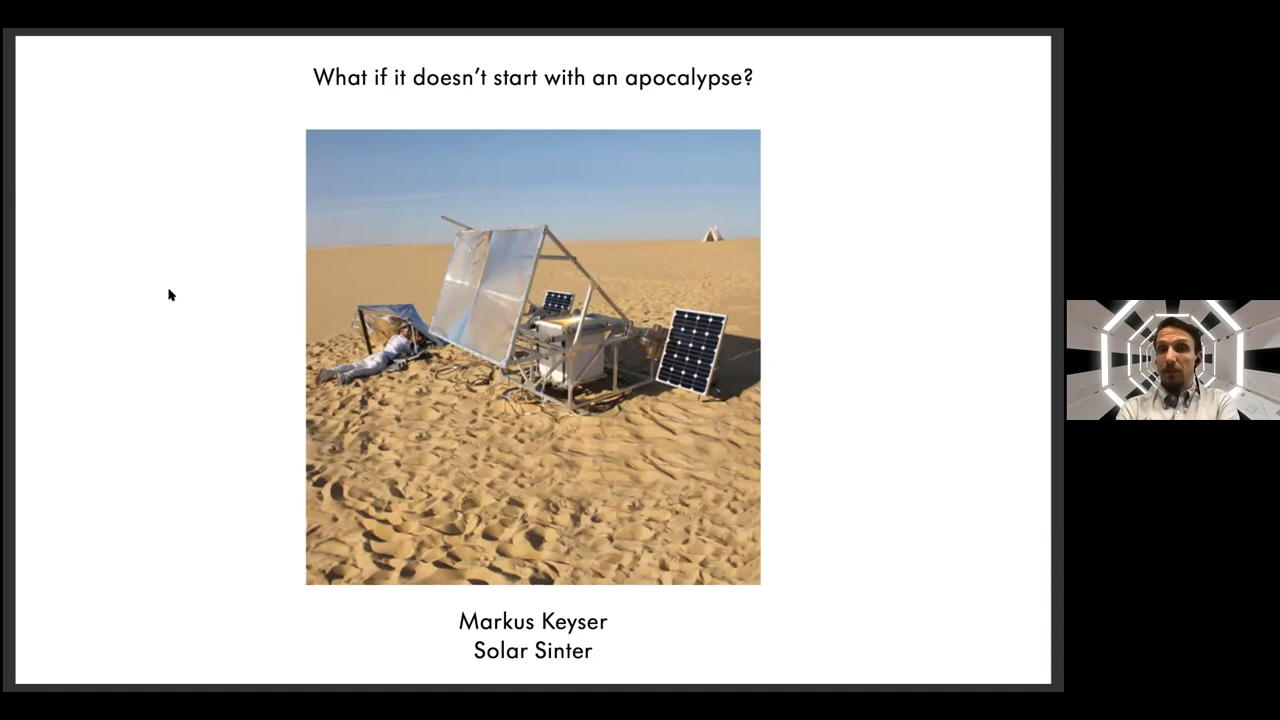 What if it doesn't start with an apocalypse?
Markus Keyser
Solar Sinter